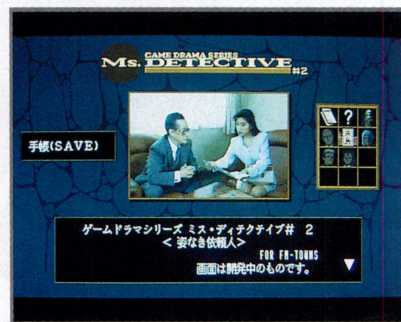 GAME DRAMA SERIES
Ms. DETECTIVE #2
?
手帳(SAVE)
ゲームドラマシリーズ ミス・ディテクティブ# 2
<姿なき依頼人>
FOR FM-TOWNS
画面は開発中のものです。
▼